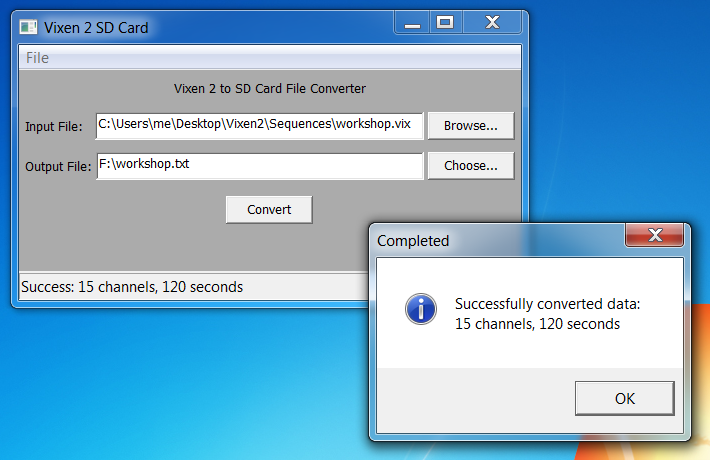 Vixen 2 SD Card
File
Vixen 2 to SD Card File Converter
Input File: C:\Users\me\Desktop\Vixen2\Sequences\workshop.vix Browse...
Output File: F:\workshop.txt Choose...
Convert
Success: 15 channels, 120 seconds
Completed
Successfully converted data:
15 channels, 120 seconds
OK